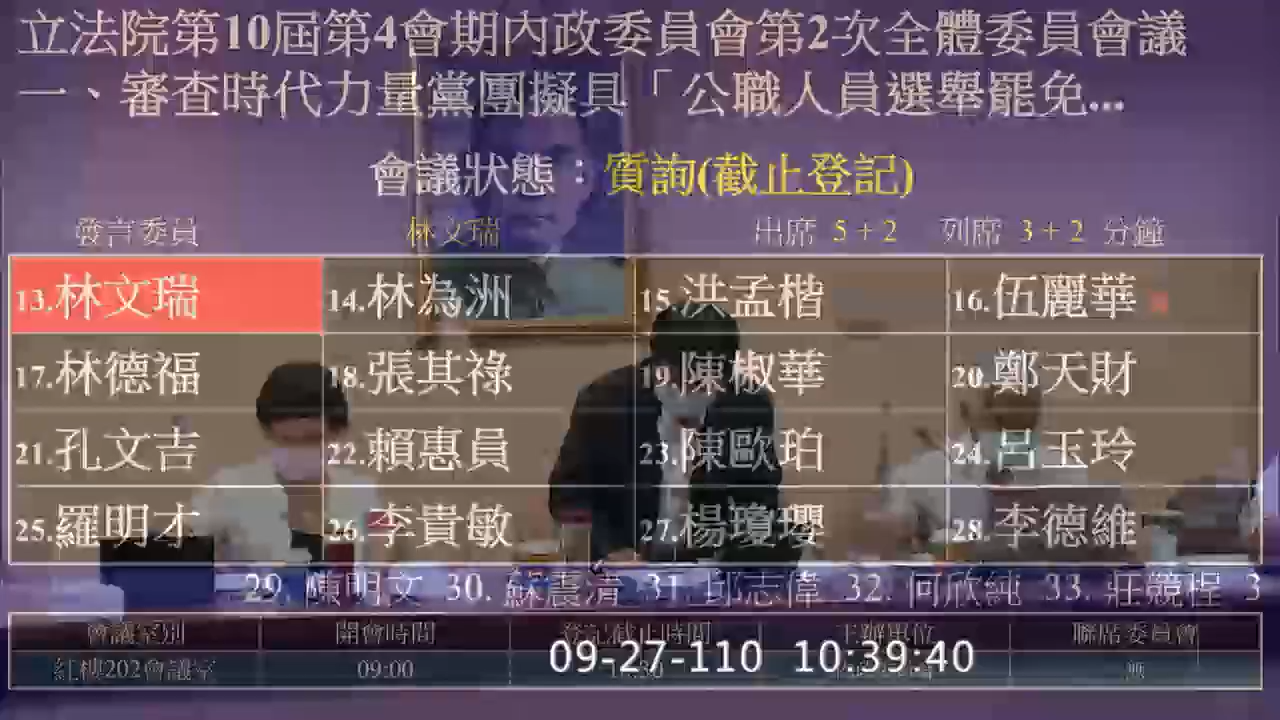 立法院第10屆第4會期內政委員會第2次全體委員會議
一、審查時代力量黨團擬具「公職人員選舉罷免...
會議狀態：質詢(截止登記)
發言委員 林文瑞 出席 5+2 列席 3+2 分鐘
13.林文瑞 14.林為洲 15.洪孟楷 16.伍麗華
17.林德福 18.張其祿 19.陳椒華 20.鄭天財
21.孔文吉 22.賴惠員 23.陳歐珀 24.呂玉玲
25.羅明才 26.李貴敏 27.楊瓊瓔 28.李德維
29. 陳明文 30. 蘇震清 31. 邱志偉 32. 何欣純 33. 莊競程 3
會議室別 開會時間 登記截止時間 主辦單位 聯席委員會
紅樓202會議室 09:00 無
09-27-110 10:39:40